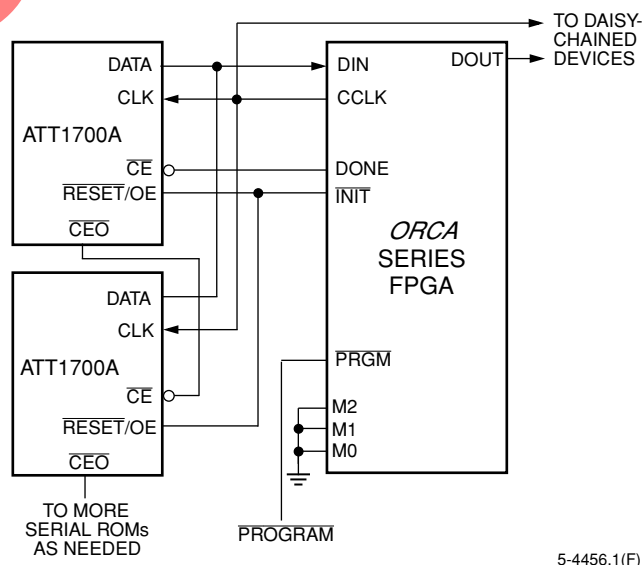 TO DAISY-
CHAINED
DEVICES
DATA
CLK
ATT1700A
CE
RESET/OE
CEO
DIN
CCLK
DONE
INIT
DOUT
ORCA
SERIES
FPGA
PRGM
M2
M1
M0
DATA
CLK
ATT1700A
CE
RESET/OE
CEO
TO MORE
SERIAL ROMs
AS NEEDED
PROGRAM
5-4456.1(F)